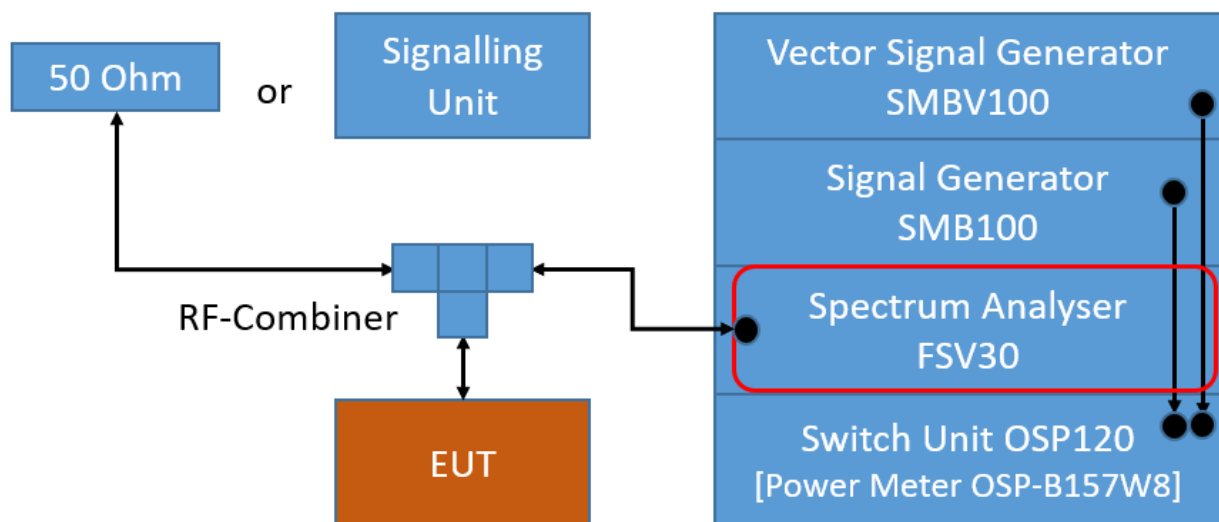 50 Ohm
or
Signalling
Unit
Vector Signal Generator
SMBV100
Signal Generator
SMB100
RF-Combiner
Spectrum Analyser
FSV30
EUT
Switch Unit OSP120
[Power Meter OSP-B157W8]